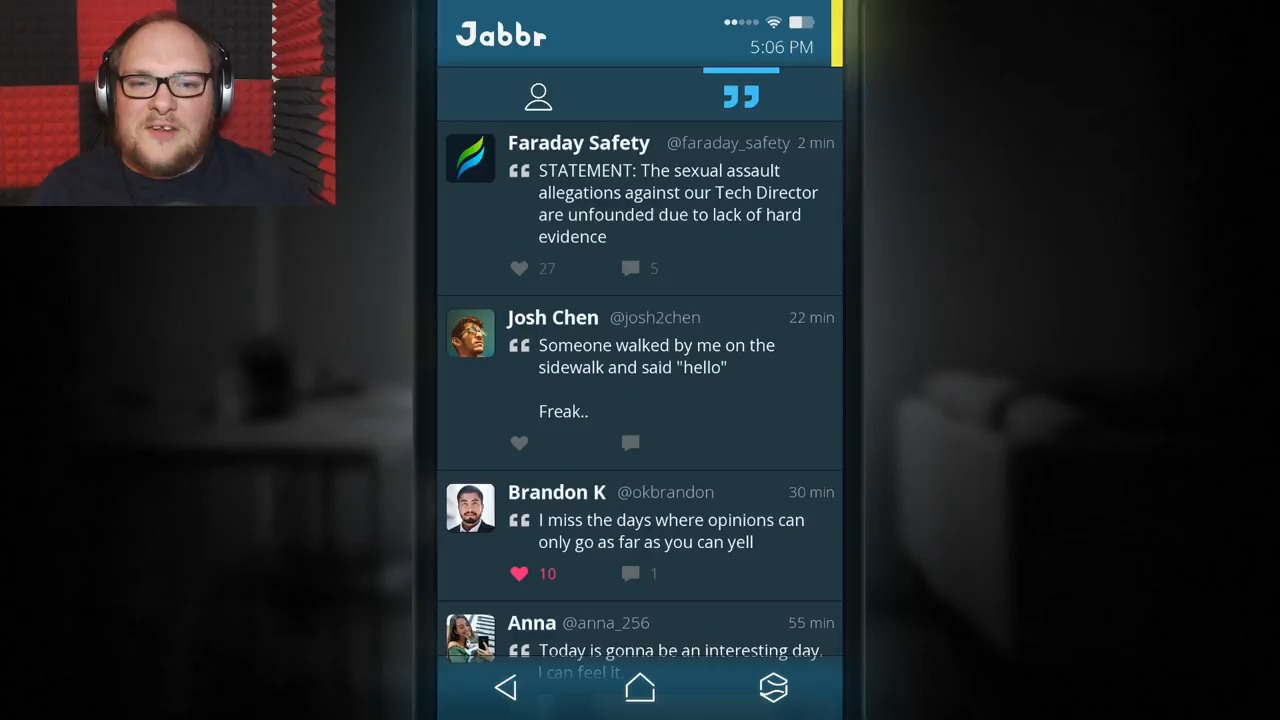 Jabbr
5:06 PM
Faraday Safety @faraday_safety 2 min
STATEMENT: The sexual assault
allegations against our Tech Director
are unfounded due to lack of hard
evidence
27 5
Josh Chen @josh2chen 22 min
Someone walked by me on the
sidewalk and said "hello"
Freak..
Brandon K @okbrandon 30 min
I miss the days where opinions can
only go as far as you can yell
10 1
Anna @anna_256 55 min
Today is gonna be an interesting day.
I can feel it.